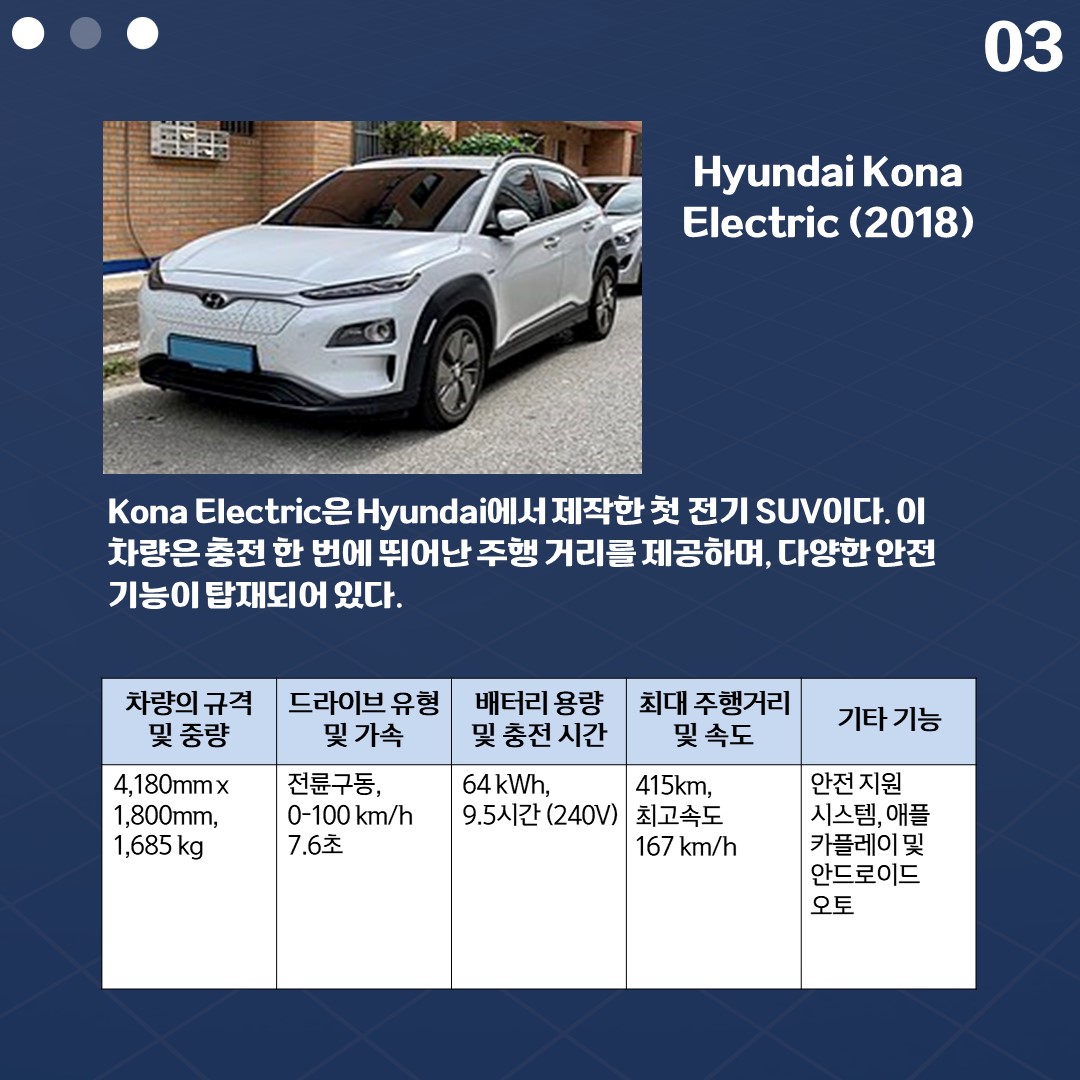 03
Hyundai Kona
Electric (2018)
Kona Electric은 Hyundai에서 제작한 첫 전기 SUV이다. 이
차량은 충전 한 번에 뛰어난 주행 거리를 제공하며, 다양한 안전
기능이 탑재되어 있다.
차량의 규격
및 중량
드라이브 유형
및 가속
배터리 용량
및 충전 시간
최대 주행거리
및 속도
기타 기능
4,180mm x
1,800mm,
1,685 kg
전륜구동,
0-100 km/h
7.6초
64 kWh,
9.5시간 (240V)
415km,
최고속도
167 km/h
안전 지원
시스템, 애플
카플레이 및
안드로이드
오토